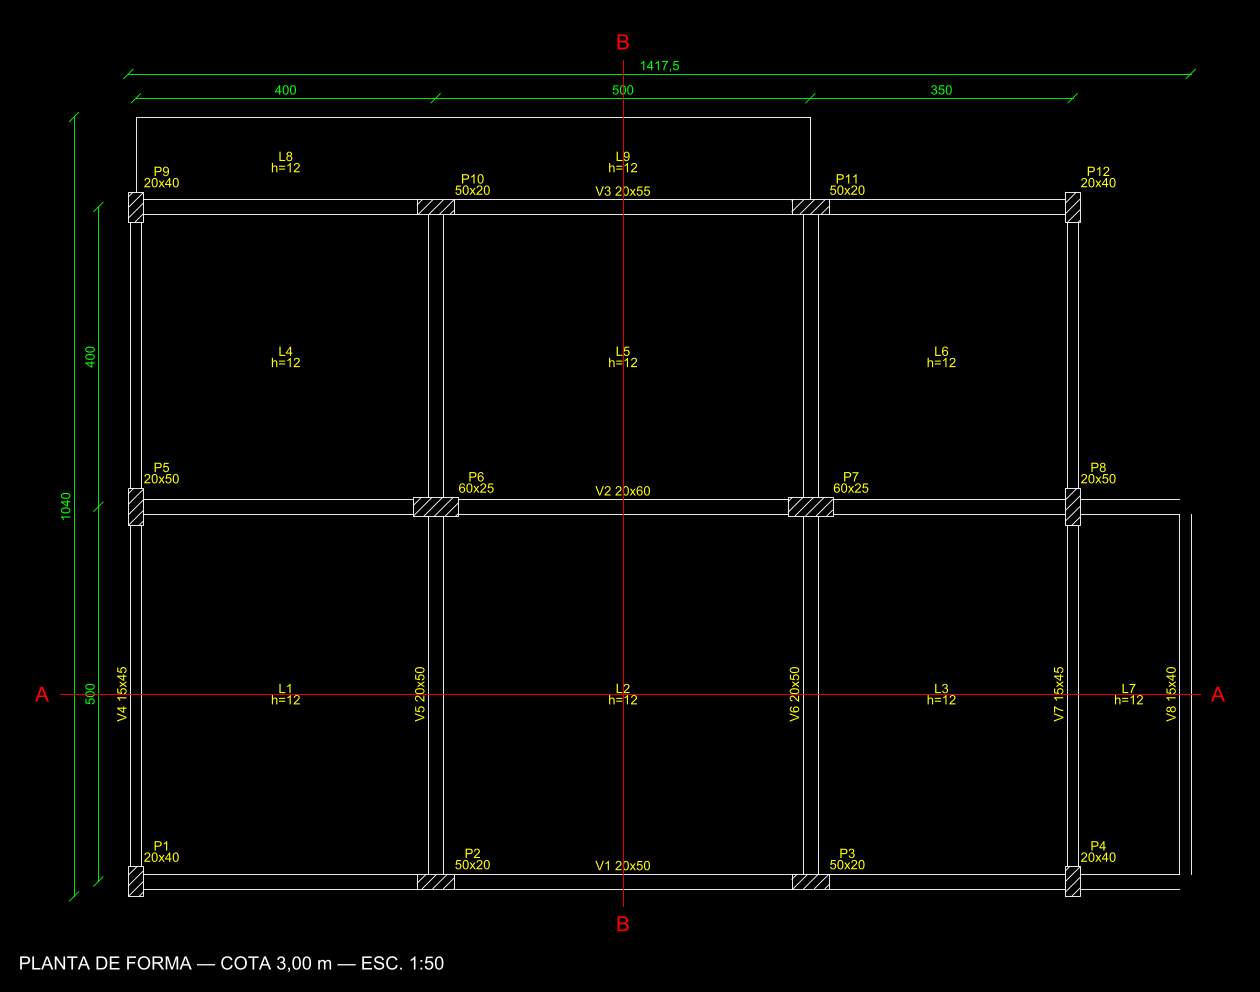 B
1417,5
400
500
350
L8
h=12
L9
h=12
P9
20x40
P10
50x20
V3 20x55
P11
50x20
P12
20x40
400
L4
h=12
L5
h=12
L6
h=12
1040
P5
20x50
P6
60x25
V2 20x60
P7
60x25
P8
20x50
A
500
V4 15x45
L1
h=12
V5 20x50
L2
h=12
V6 20x50
L3
h=12
V7 15x45
L7
h=12
V8 15x40
A
P1
20x40
P2
50x20
V1 20x50
P3
50x20
P4
20x40
B
PLANTA DE FORMA — COTA 3,00 m — ESC. 1:50